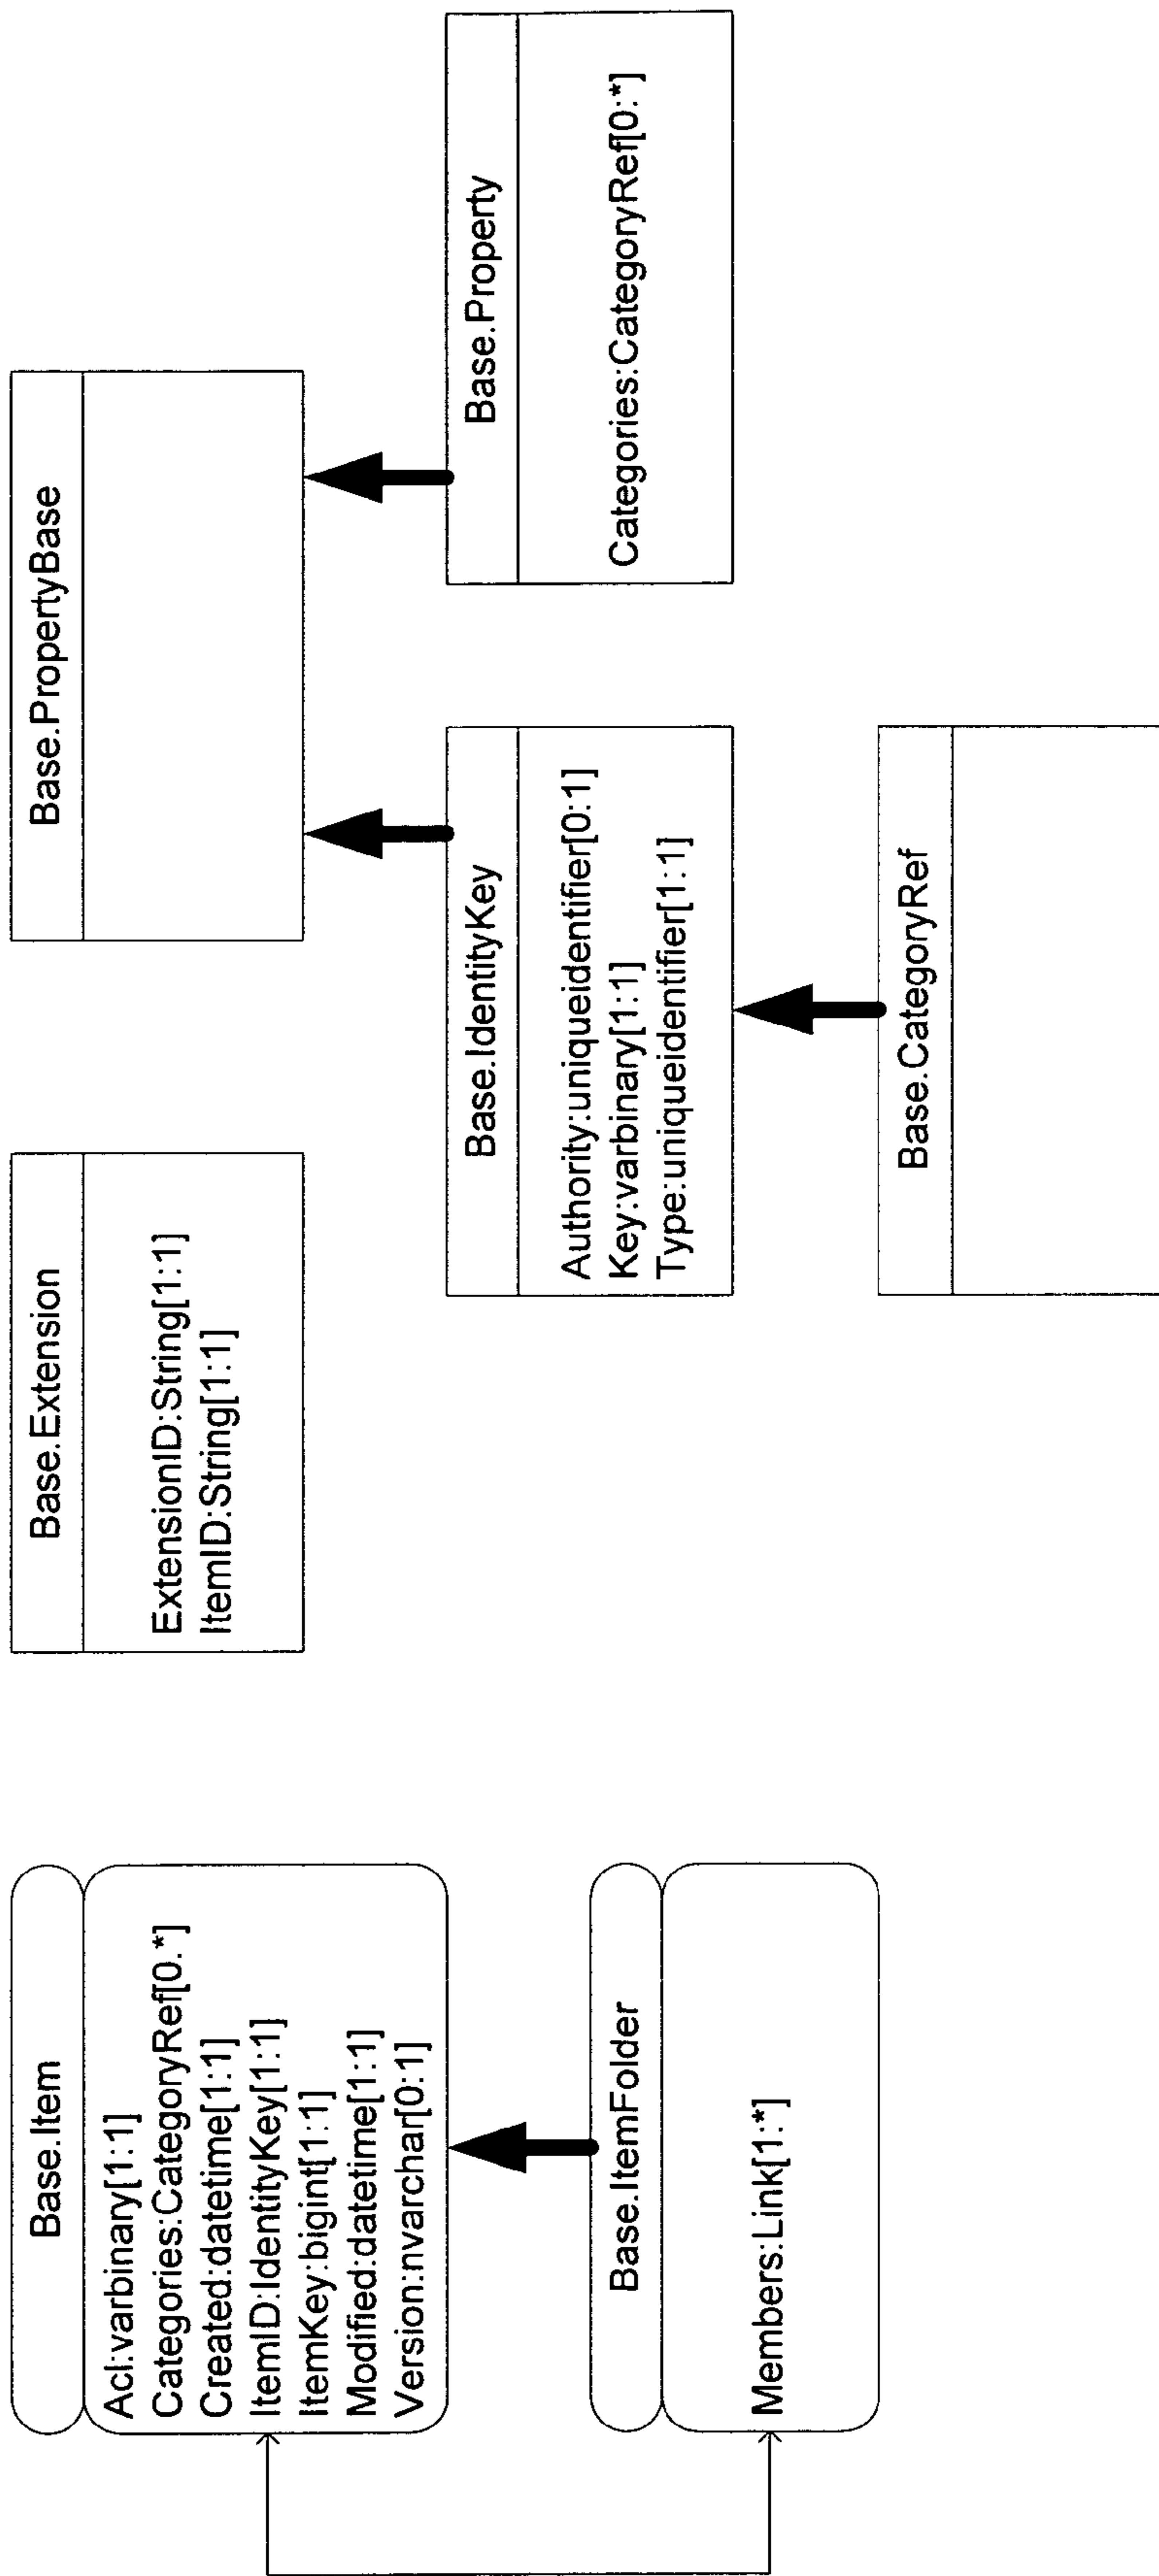 Base.Item
Acl:varbinary[1:1]
Categories:CategoryRef[0.*]
Created:datetime[1:1]
ItemID:IdentityKey[1:1]
ItemKey:bigint[1:1]
Modified:datetime[1:1]
Version:nvarchar[0:1]
Base.ItemFolder
Members:Link[1:*]
Base.Extension
ExtensionID:String[1:1]
ItemID:String[1:1]
Base.PropertyBase
Base.IdentityKey
Authority:uniqueidentifier[0:1]
Key:varbinary[1:1]
Type:uniqueidentifier[1:1]
Base.Property
Categories:CategoryRef[0:*]
Base.CategoryRef